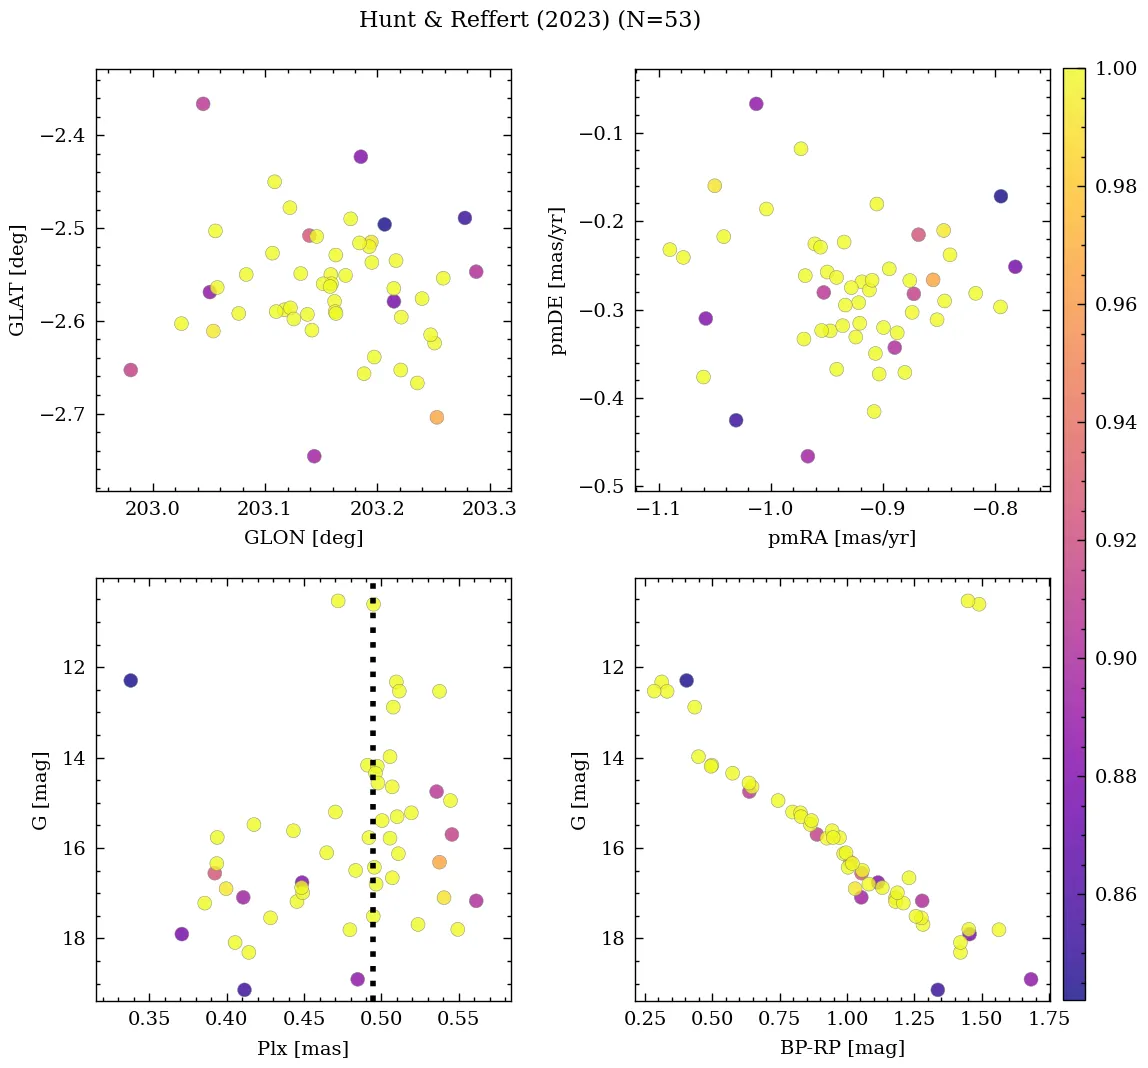 Hunt & Reffert (2023) (N=53)
−2.4
−2.5
−2.6
−2.7
GLAT [deg]
203.0 203.1 203.2 203.3
GLON [deg]
−0.1
−0.2
−0.3
−0.4
−0.5
pmDE [mas/yr]
−1.1 −1.0 −0.9 −0.8
pmRA [mas/yr]
12
14
16
18
G [mag]
0.35 0.40 0.45 0.50 0.55
Plx [mas]
12
14
16
18
G [mag]
0.25 0.50 0.75 1.00 1.25 1.50 1.75
BP-RP [mag]
1.00
0.98
0.96
0.94
0.92
0.90
0.88
0.86